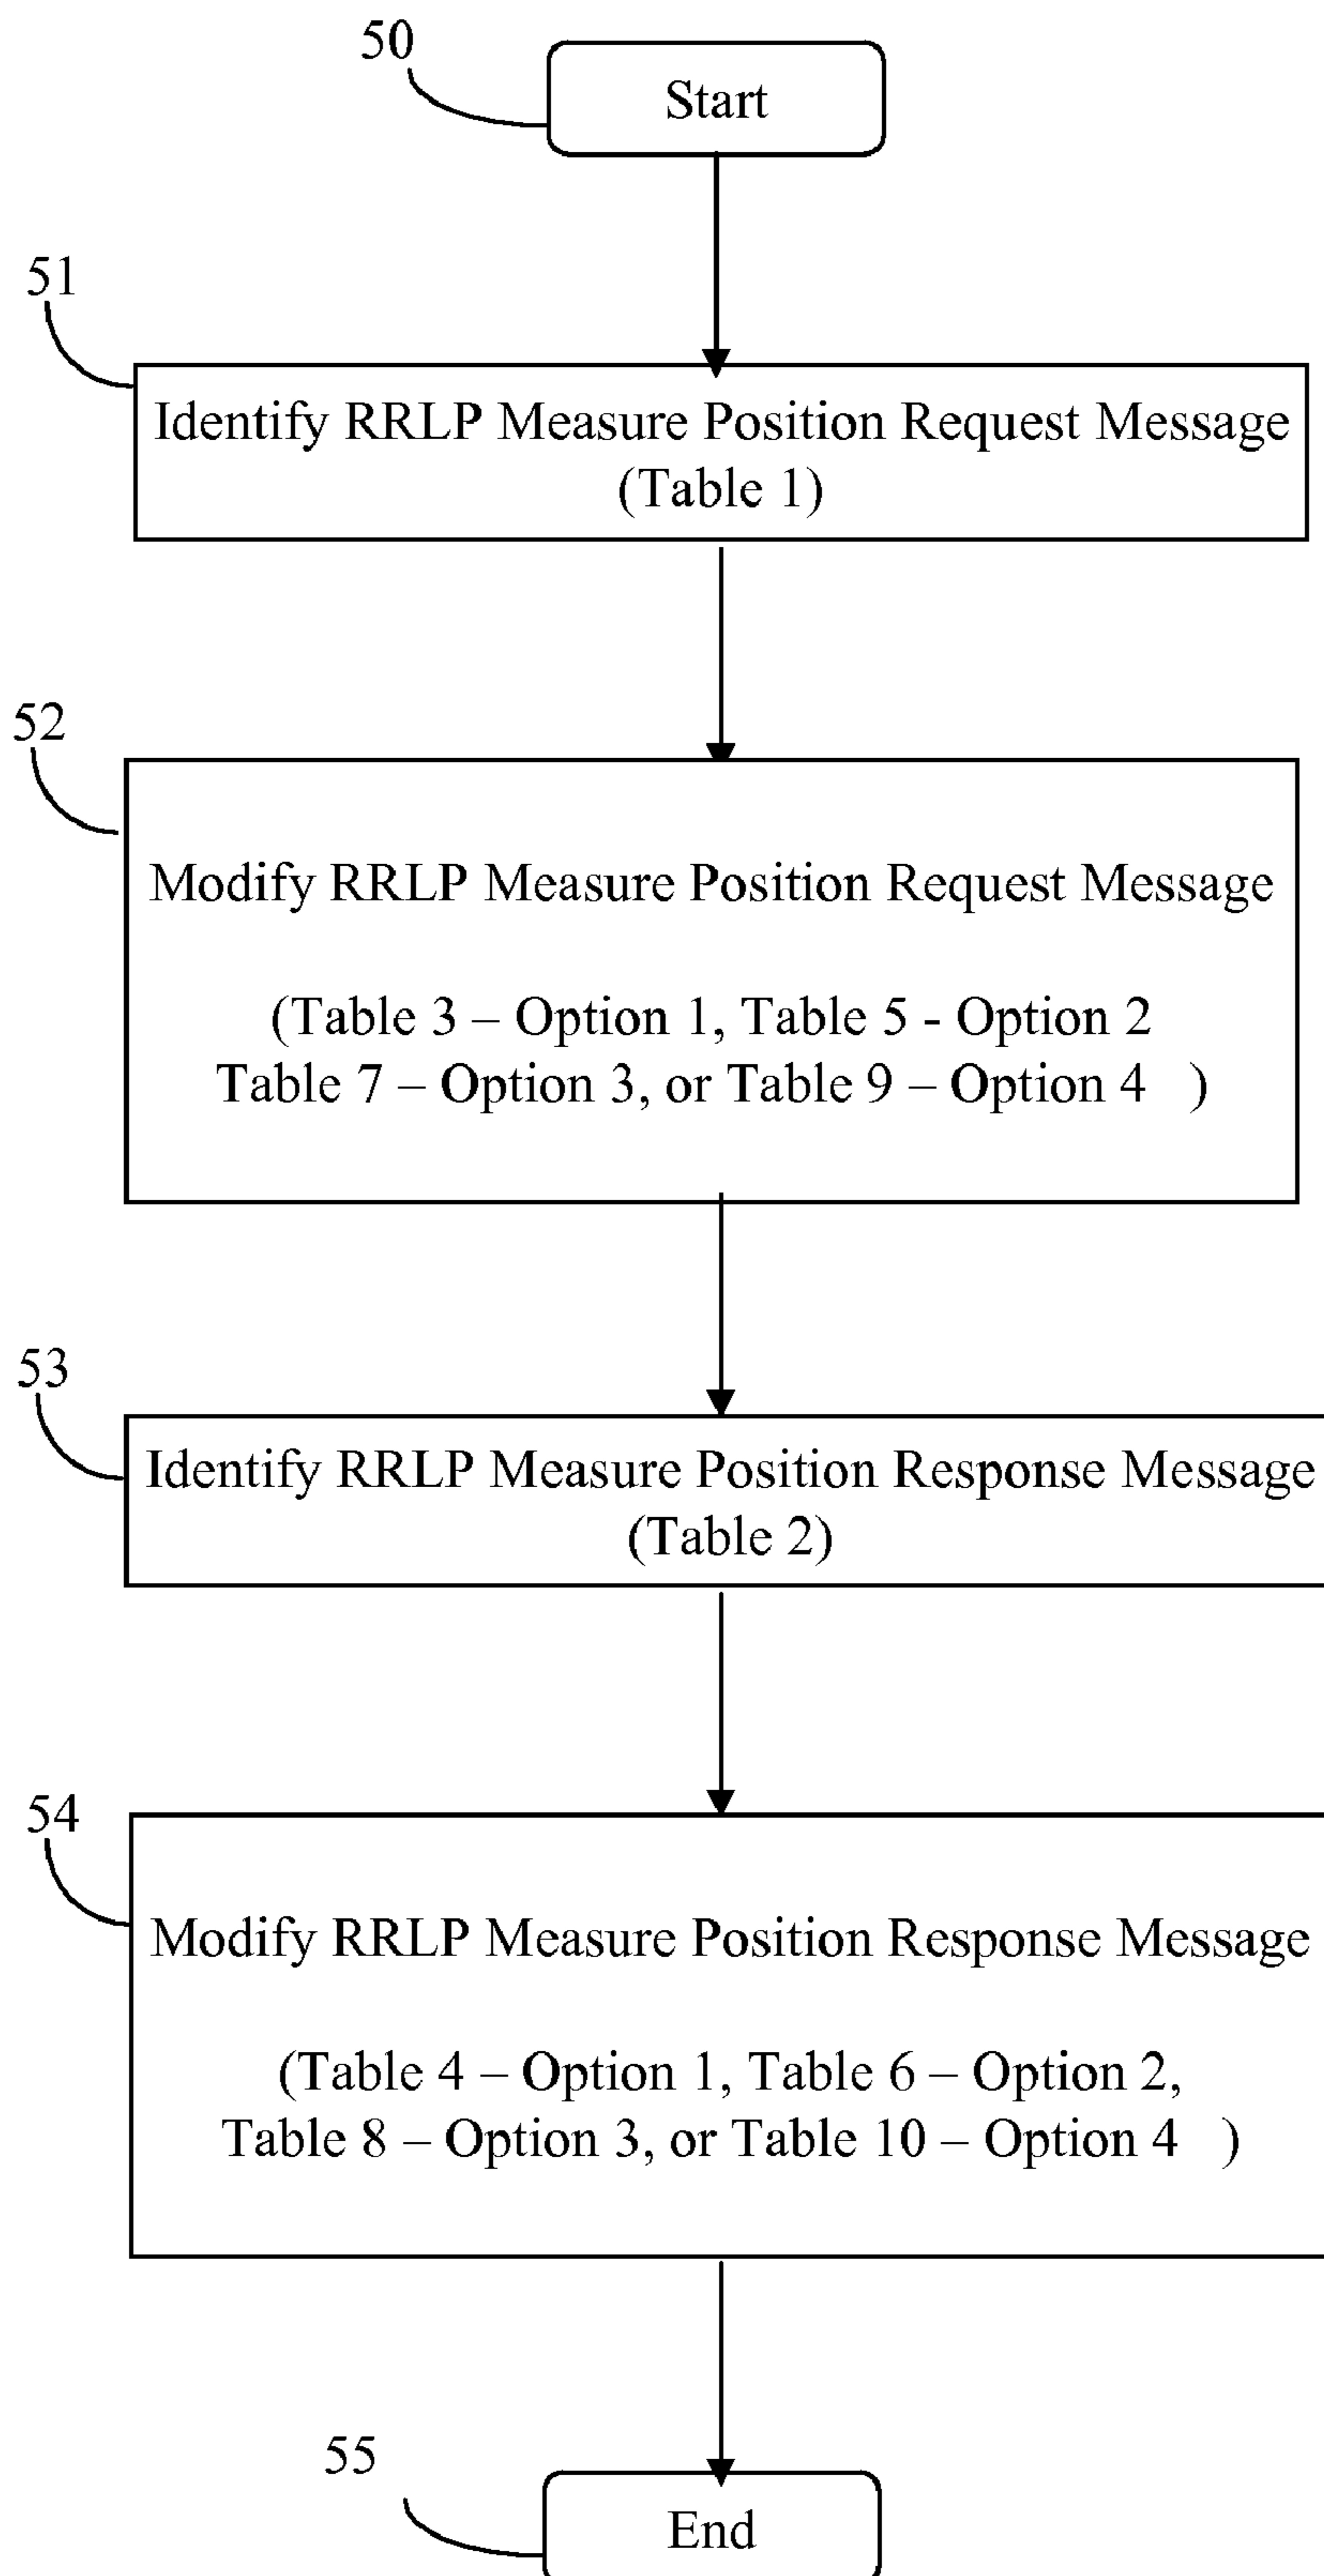 50
Start
51
Identify RRLP Measure Position Request Message
(Table 1)
52
Modify RRLP Measure Position Request Message
(Table 3 – Option 1, Table 5 - Option 2
Table 7 – Option 3, or Table 9 – Option 4 )
53
Identify RRLP Measure Position Response Message
(Table 2)
54
Modify RRLP Measure Position Response Message
(Table 4 – Option 1, Table 6 – Option 2,
Table 8 – Option 3, or Table 10 – Option 4 )
55
End